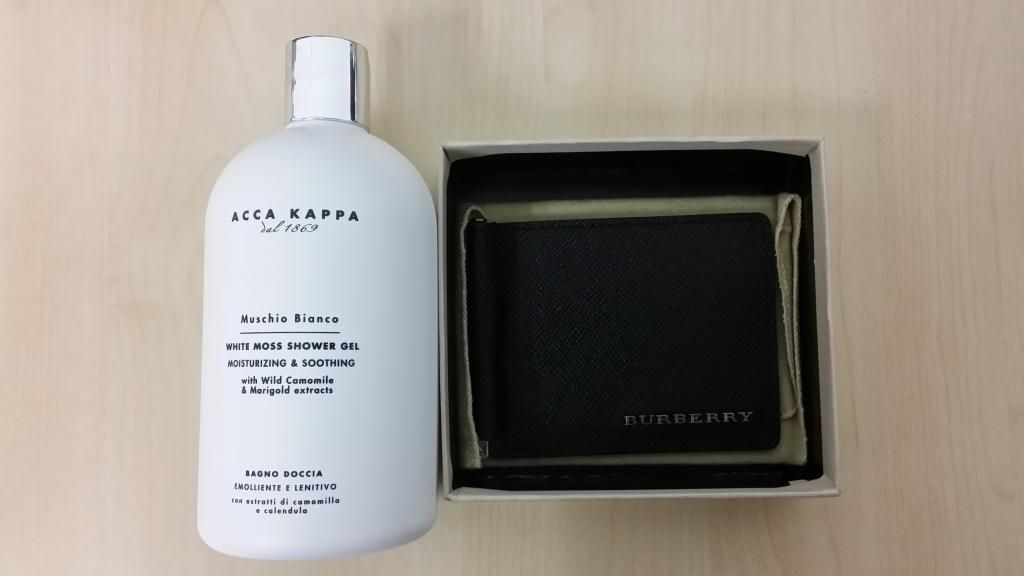 ACCA KAPPA
dal 1869
Muschio Bianco
WHITE MOSS SHOWER GEL
MOISTURIZING & SOOTHING
with Wild Camomile
& Marigold extracts
BAGNO DOCCIA
EMOLLIENTE E LENITIVO
con estratti di camomilla
e calendula
BURBERRY